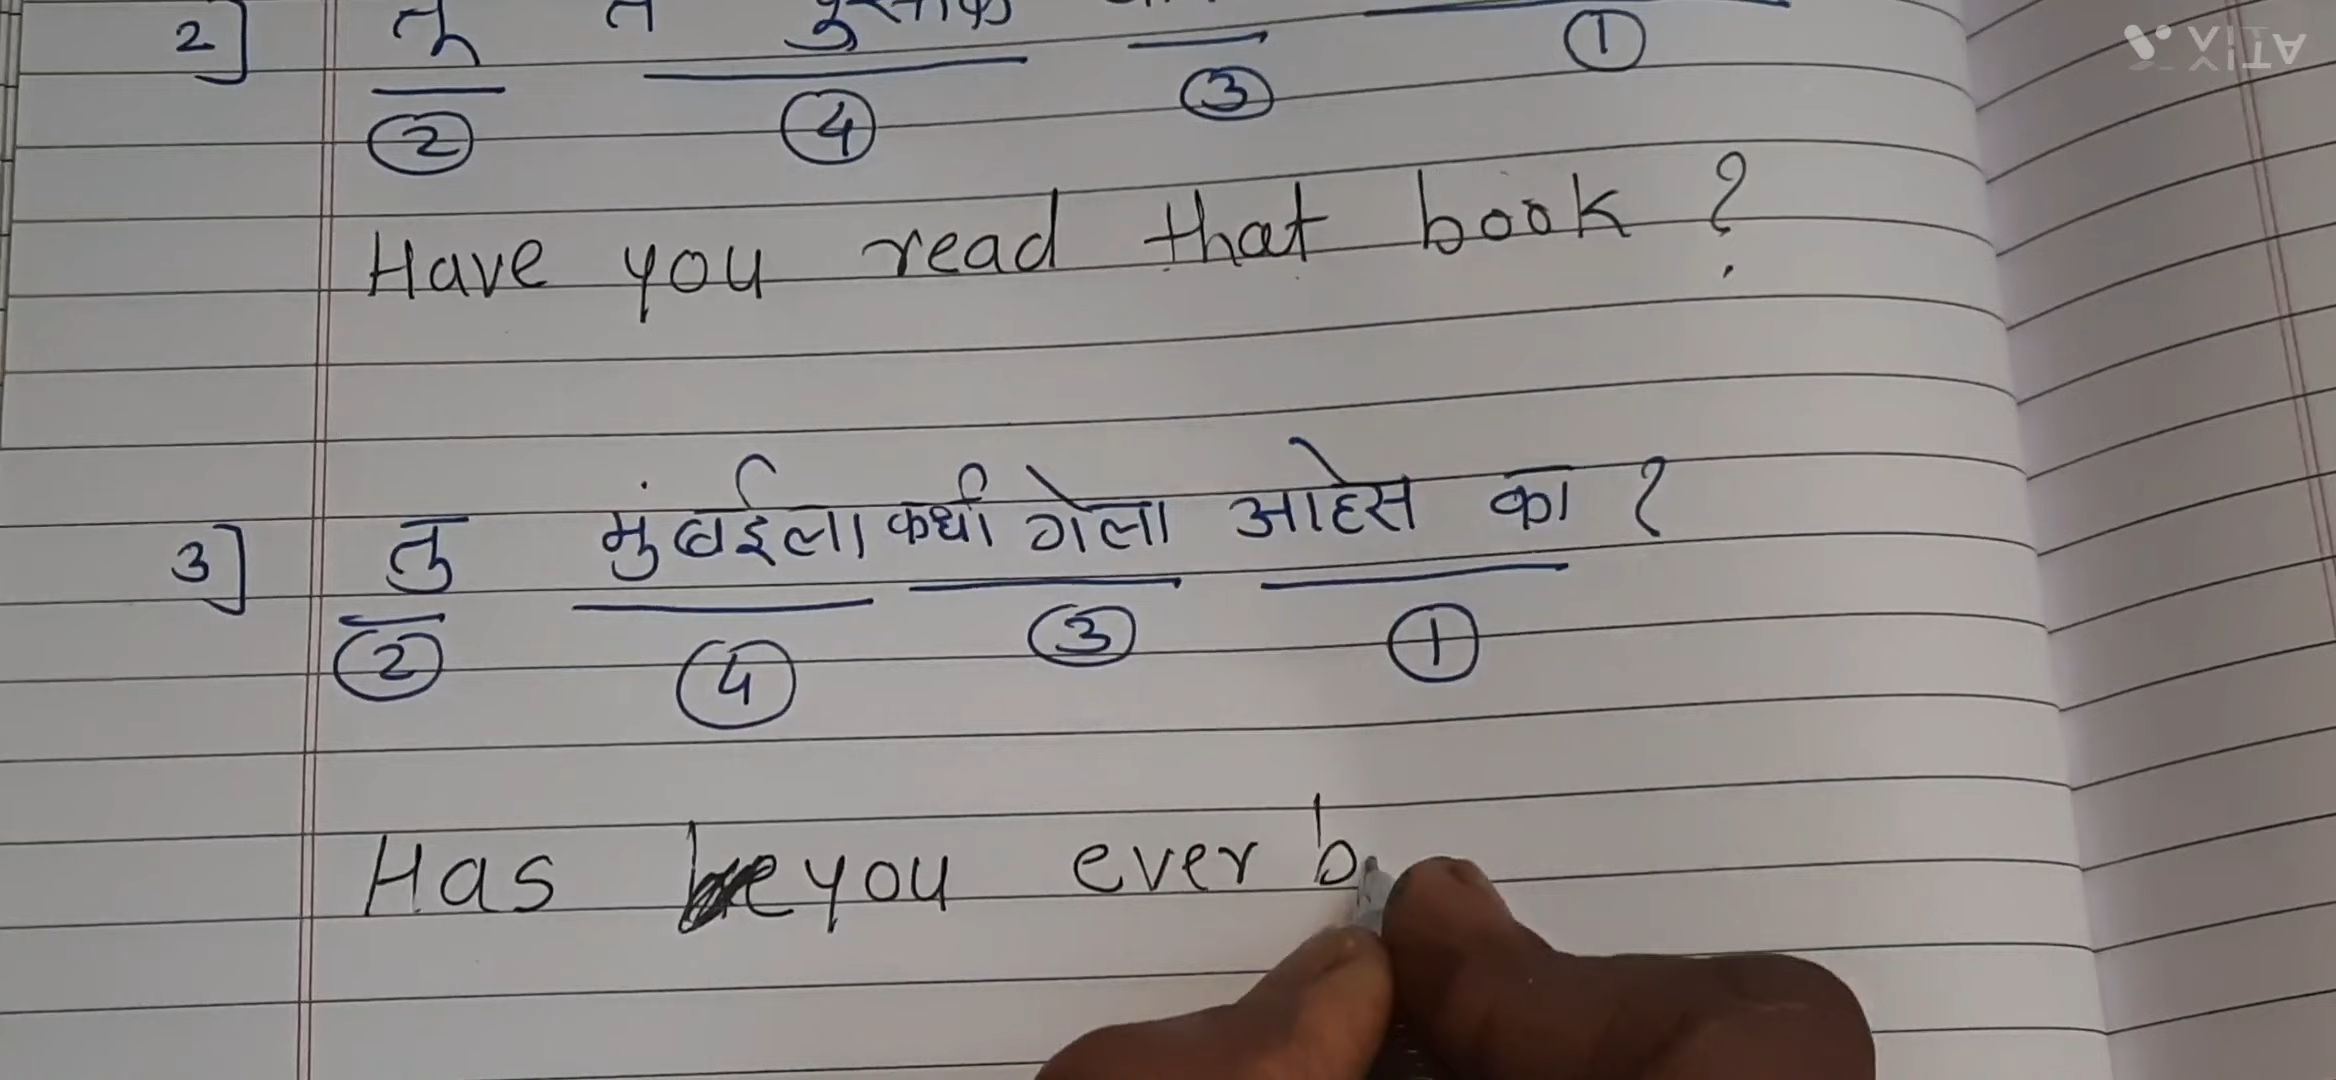 2] तू त पुस्तक
2 4 3 1
Have you read that book ?
3] तु मुंबईला कधी गेला आहेस का ?
2 4 3 1
Has you ever b